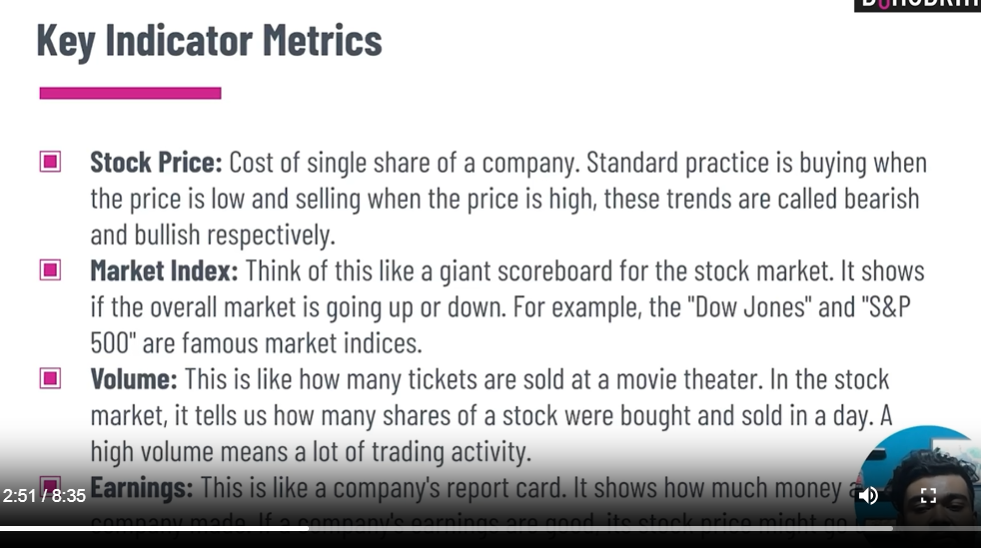 Key Indicator Metrics
Stock Price: Cost of single share of a company. Standard practice is buying when
the price is low and selling when the price is high, these trends are called bearish
and bullish respectively.
Market Index: Think of this like a giant scoreboard for the stock market. It shows
if the overall market is going up or down. For example, the "Dow Jones" and "S&P
500" are famous market indices.
Volume: This is like how many tickets are sold at a movie theater. In the stock
market, it tells us how many shares of a stock were bought and sold in a day. A
high volume means a lot of trading activity.
Earnings: This is like a company's report card. It shows how much money a
company made. If a company's earnings are good, its stock price might go
2:51 / 8:35